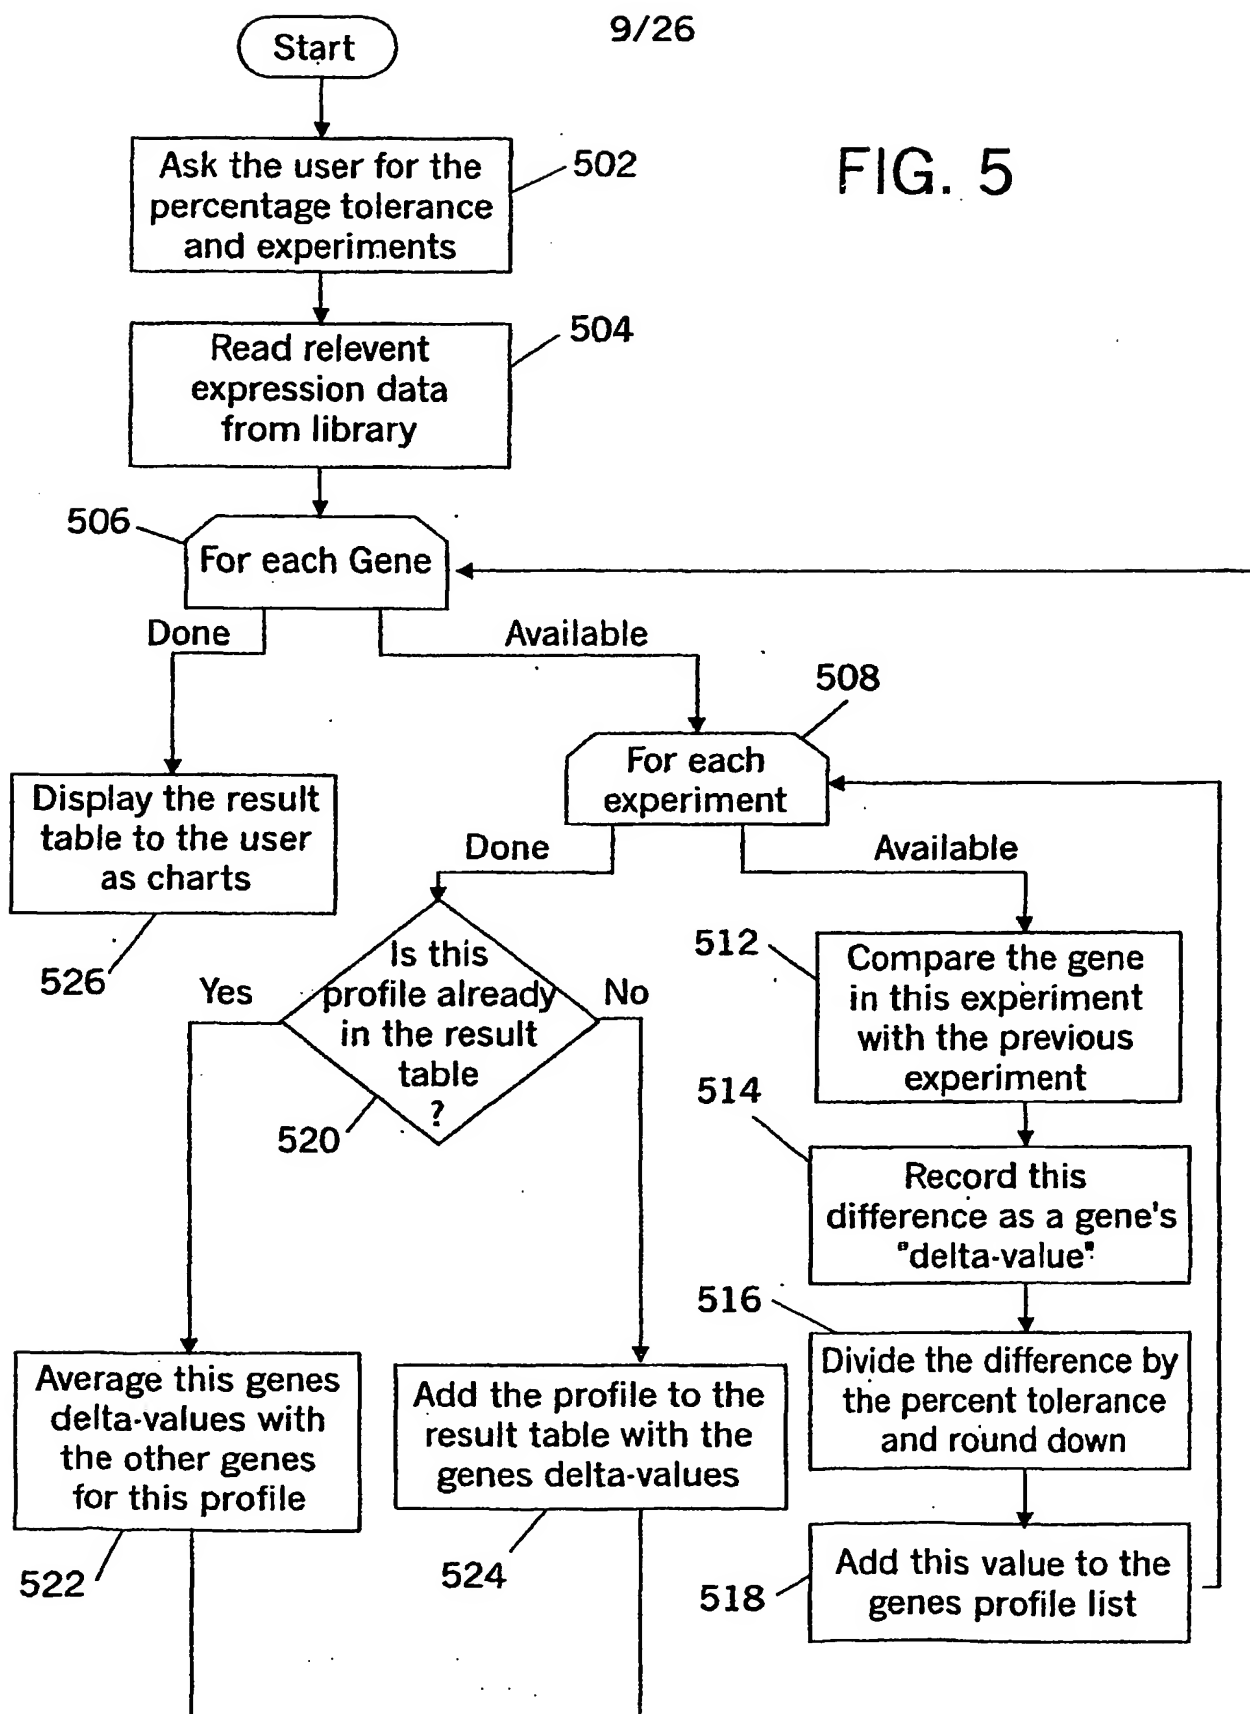 9/26
Start
FIG. 5
Ask the user for the
percentage tolerance
and experiments
502
Read relevent
expression data
from library
504
506
For each Gene
Done
Available
508
For each
experiment
Display the result
table to the user
as charts
526
Done
Available
Is this
profile already
in the result
table
?
Yes
No
520
512
Compare the gene
in this experiment
with the previous
experiment
514
Record this
difference as a gene's
"delta-value"
516
Divide the difference by
the percent tolerance
and round down
Average this genes
delta-values with
the other genes
for this profile
522
Add the profile to the
result table with the
genes delta-values
524
518
Add this value to the
genes profile list